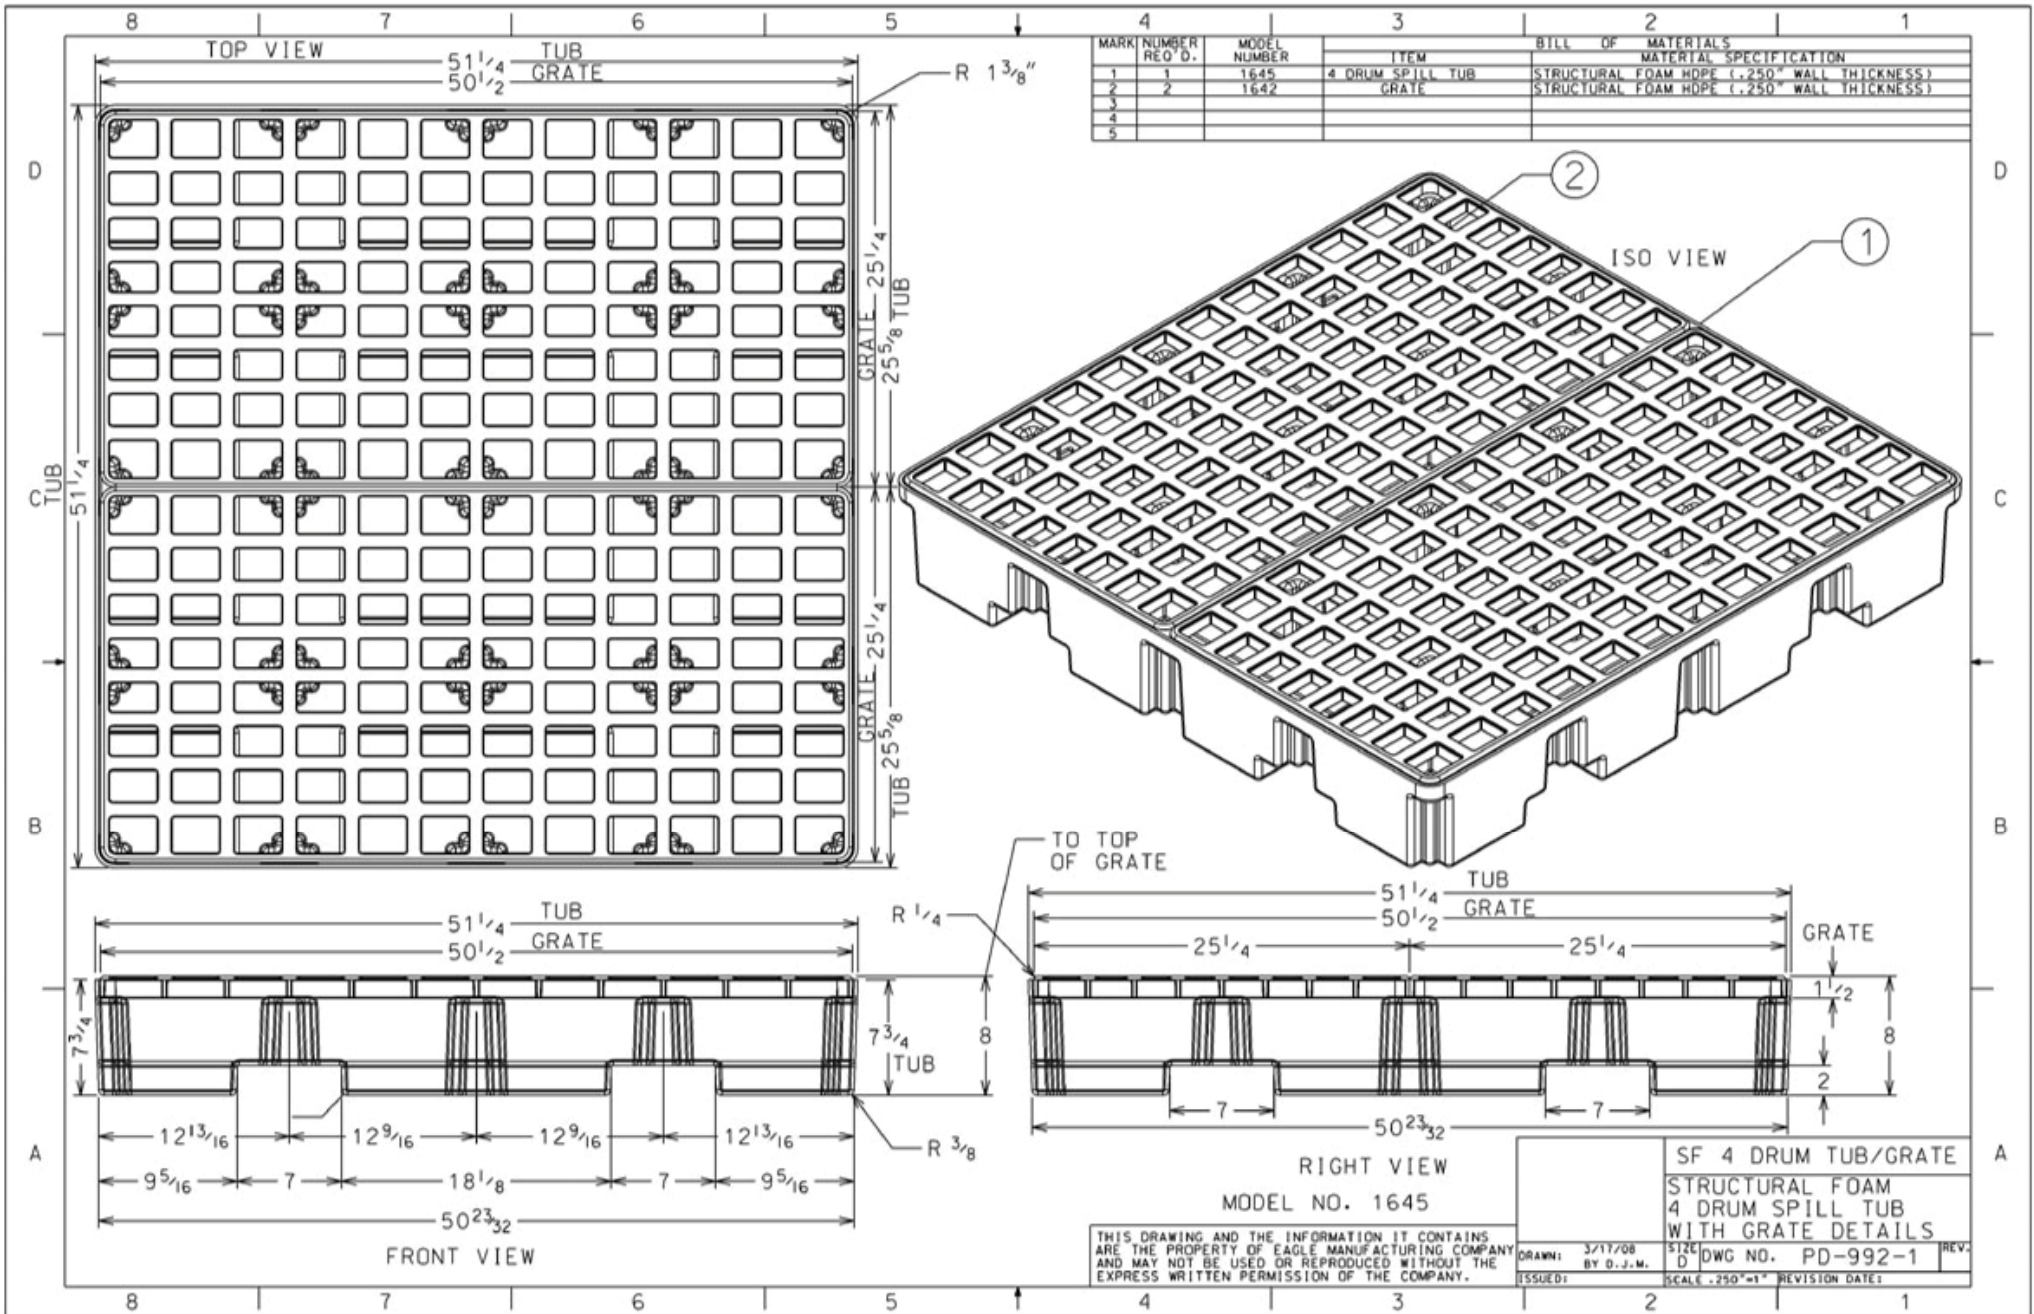 8 7 6 5 4 3 2 1
TOP VIEW
TUB
51 1/4
GRATE
50 1/2
R 1 3/8"
MARK NUMBER REQ'D. MODEL NUMBER BILL OF MATERIALS
ITEM MATERIAL SPECIFICATION
1 1 1645 4 DRUM SPILL TUB STRUCTURAL FOAM HDPE (.250" WALL THICKNESS)
2 2 1642 GRATE STRUCTURAL FOAM HDPE (.250" WALL THICKNESS)
3
4
5
D
D
2
1
ISO VIEW
GRATE 25 1/4
25 5/8 TUB
C
TUB
51 1/4
C
GRATE 25 1/4
TUB 25 5/8
B
B
TO TOP
OF GRATE
TUB
51 1/4
GRATE
50 1/2
7 3/4
7 3/4
TUB
8
12 13/16 12 9/16 12 9/16 12 13/16
9 5/16 7 18 1/8 7 9 5/16
50 23/32
R 3/8
FRONT VIEW
R 1/4
TUB
51 1/4
GRATE
50 1/2
25 1/4 25 1/4
GRATE
1 1/2
8
2
7 7
50 23/32
RIGHT VIEW
MODEL NO. 1645
A
A
THIS DRAWING AND THE INFORMATION IT CONTAINS
ARE THE PROPERTY OF EAGLE MANUFACTURING COMPANY
AND MAY NOT BE USED OR REPRODUCED WITHOUT THE
EXPRESS WRITTEN PERMISSION OF THE COMPANY.
SF 4 DRUM TUB/GRATE
STRUCTURAL FOAM
4 DRUM SPILL TUB
WITH GRATE DETAILS
DRAWN: 3/17/08
BY D.J.M.
SIZE D DWG NO. PD-992-1 REV.
ISSUED: SCALE .250"=1" REVISION DATE:
8 7 6 5 4 3 2 1